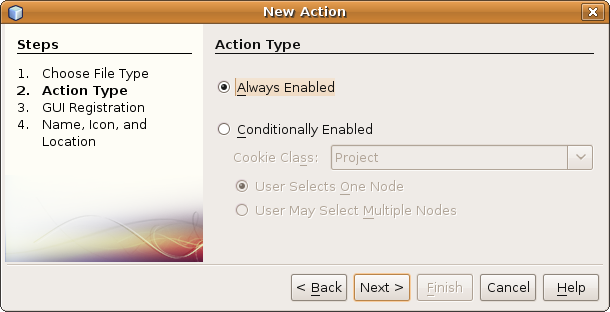 New Action
Steps
1. Choose File Type
2. Action Type
3. GUI Registration
4. Name, Icon, and
Location
Action Type
Always Enabled
Conditionally Enabled
Cookie Class: Project
User Selects One Node
User May Select Multiple Nodes
< Back Next > Finish Cancel Help